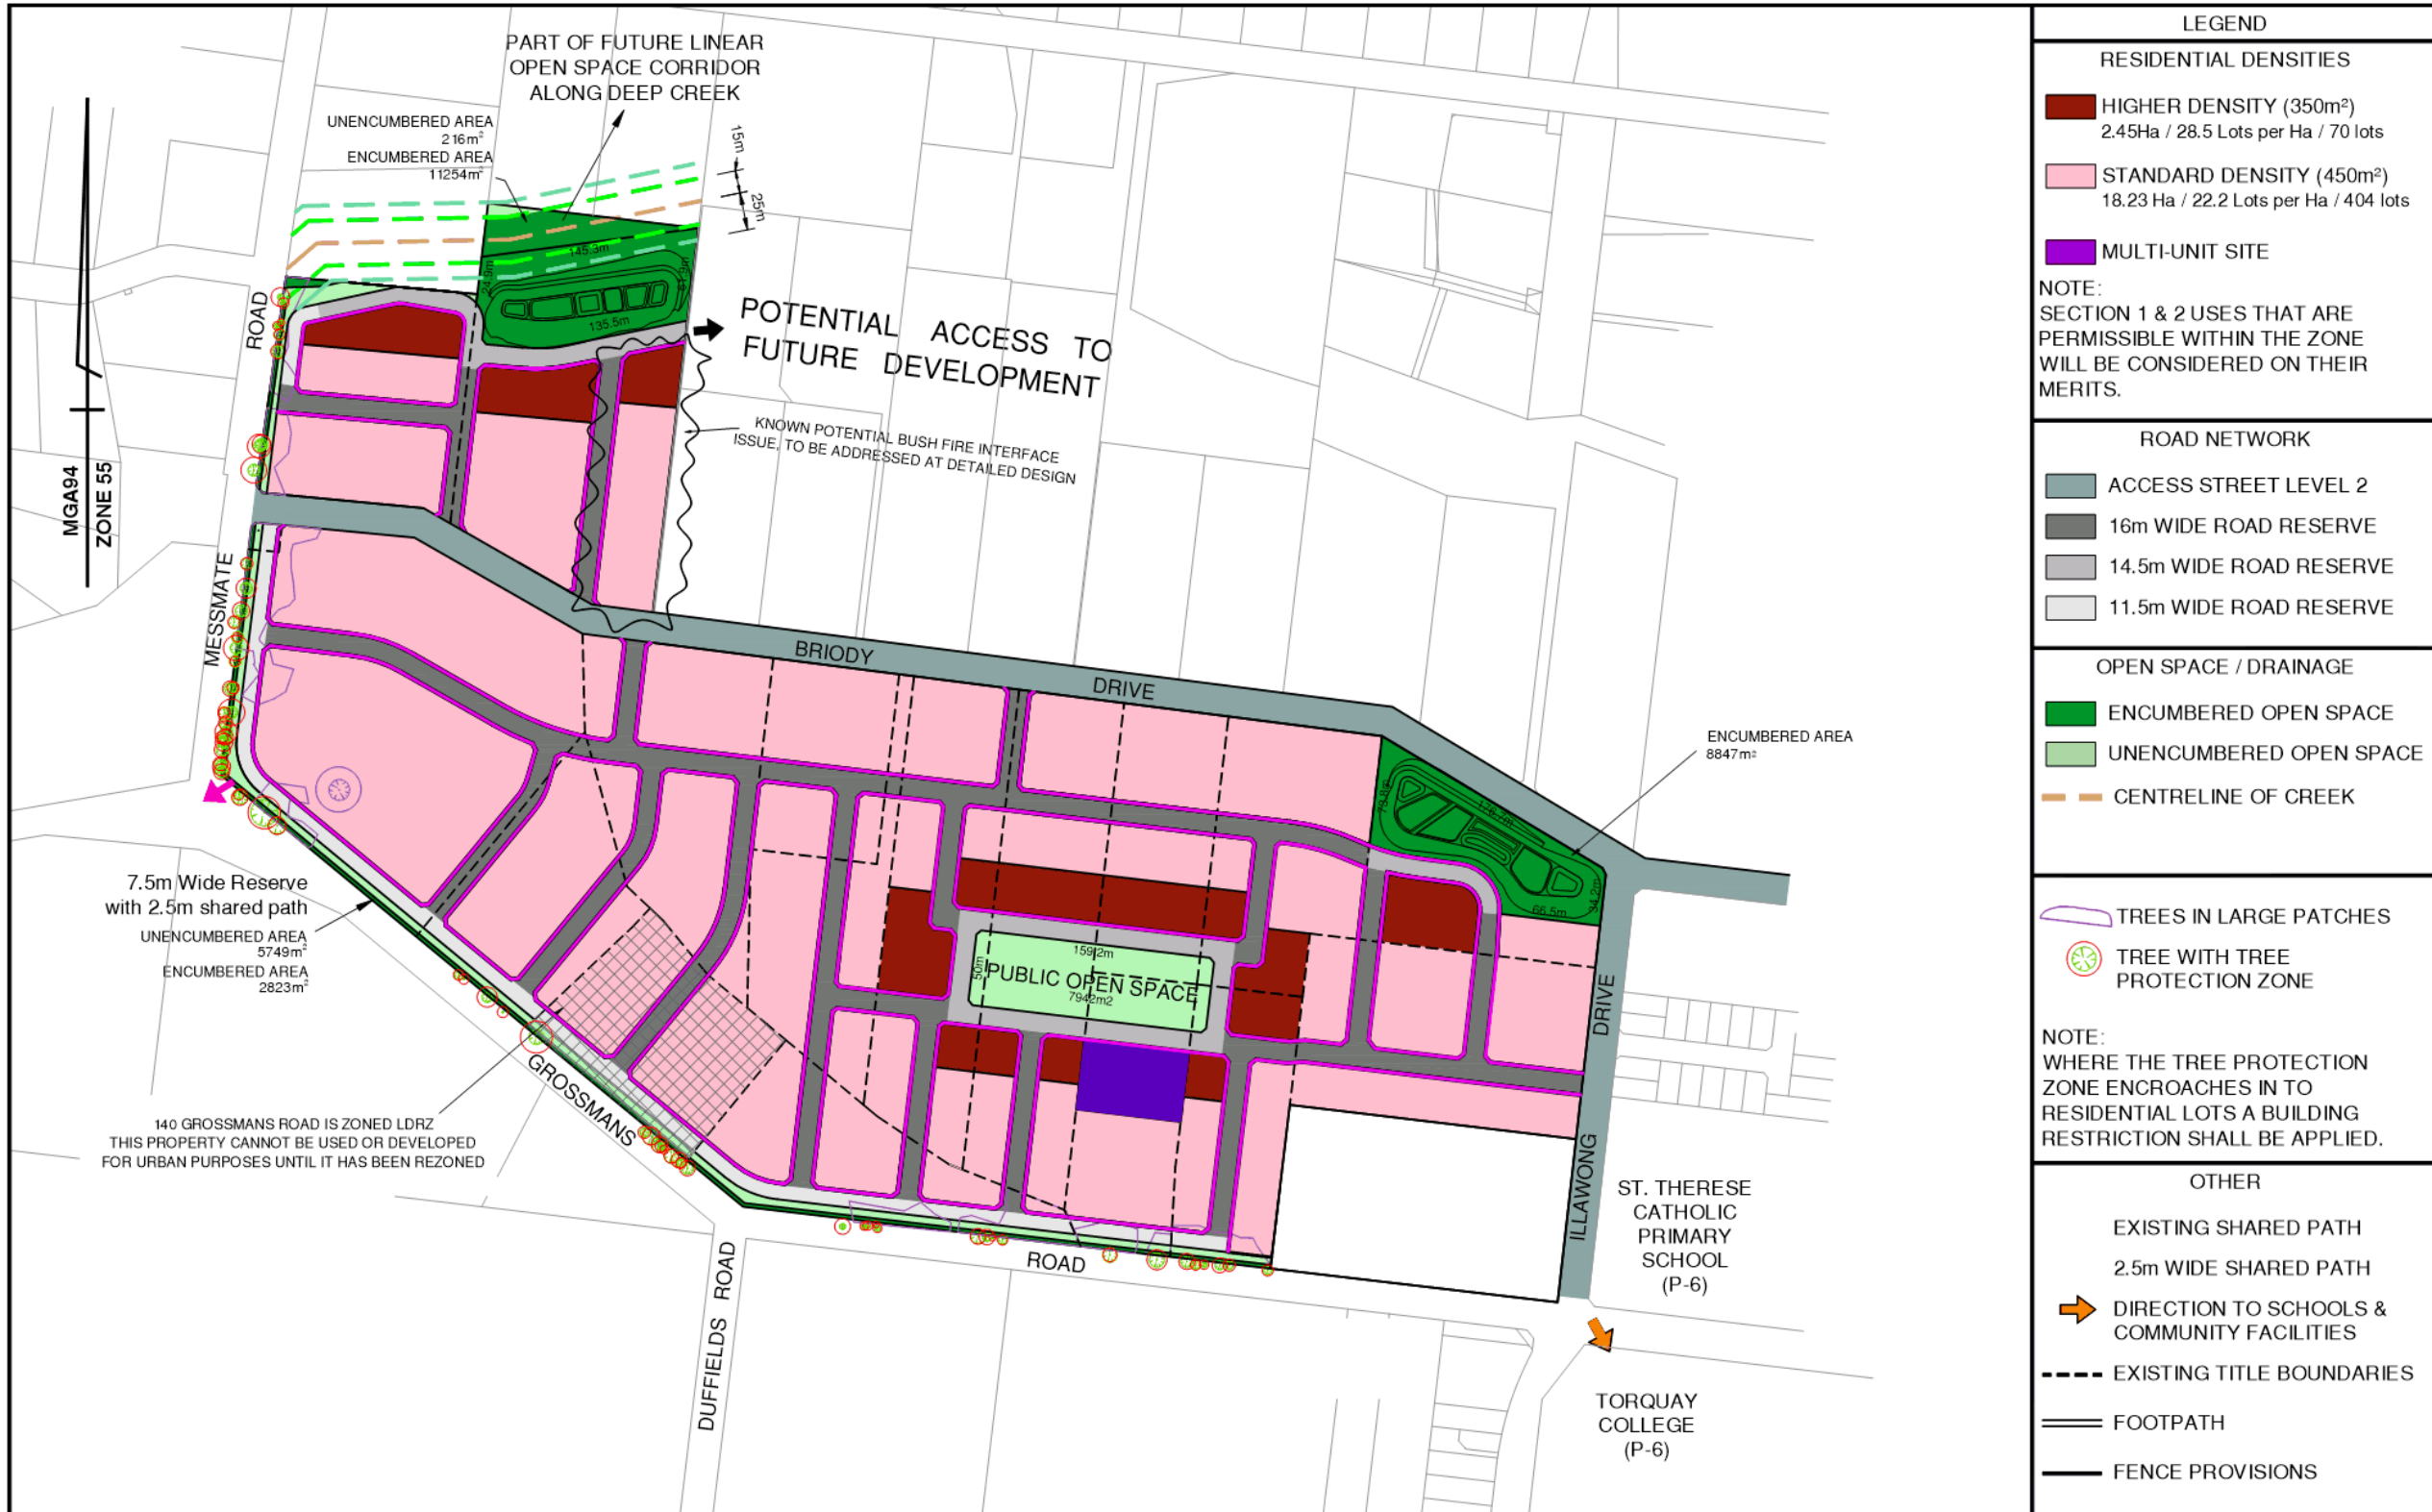 PART OF FUTURE LINEAR
OPEN SPACE CORRIDOR
ALONG DEEP CREEK
UNENCUMBERED AREA
216m²
ENCUMBERED AREA
11254m²
15m
25m
145.3m
24.9m
135.5m
ROAD
POTENTIAL ACCESS TO
FUTURE DEVELOPMENT
KNOWN POTENTIAL BUSH FIRE INTERFACE
ISSUE, TO BE ADDRESSED AT DETAILED DESIGN
MGA94
ZONE 55
MESSMATE
BRIODY
DRIVE
ENCUMBERED AREA
8847m²
73.8m
176.7m
34.2m
66.5m
7.5m Wide Reserve
with 2.5m shared path
UNENCUMBERED AREA
5749m²
ENCUMBERED AREA
2823m²
159.2m
50m
PUBLIC OPEN SPACE
7942m2
DRIVE
GROSSMANS
140 GROSSMANS ROAD IS ZONED LDRZ
THIS PROPERTY CANNOT BE USED OR DEVELOPED
FOR URBAN PURPOSES UNTIL IT HAS BEEN REZONED
ILLAWONG
ST. THERESE
CATHOLIC
PRIMARY
SCHOOL
(P-6)
ROAD
DUFFIELDS ROAD
TORQUAY
COLLEGE
(P-6)
LEGEND
RESIDENTIAL DENSITIES
HIGHER DENSITY (350m²)
2.45Ha / 28.5 Lots per Ha / 70 lots
STANDARD DENSITY (450m²)
18.23 Ha / 22.2 Lots per Ha / 404 lots
MULTI-UNIT SITE
NOTE:
SECTION 1 & 2 USES THAT ARE
PERMISSIBLE WITHIN THE ZONE
WILL BE CONSIDERED ON THEIR
MERITS.
ROAD NETWORK
ACCESS STREET LEVEL 2
16m WIDE ROAD RESERVE
14.5m WIDE ROAD RESERVE
11.5m WIDE ROAD RESERVE
OPEN SPACE / DRAINAGE
ENCUMBERED OPEN SPACE
UNENCUMBERED OPEN SPACE
CENTRELINE OF CREEK
TREES IN LARGE PATCHES
TREE WITH TREE
PROTECTION ZONE
NOTE:
WHERE THE TREE PROTECTION
ZONE ENCROACHES IN TO
RESIDENTIAL LOTS A BUILDING
RESTRICTION SHALL BE APPLIED.
OTHER
EXISTING SHARED PATH
2.5m WIDE SHARED PATH
DIRECTION TO SCHOOLS &
COMMUNITY FACILITIES
EXISTING TITLE BOUNDARIES
FOOTPATH
FENCE PROVISIONS